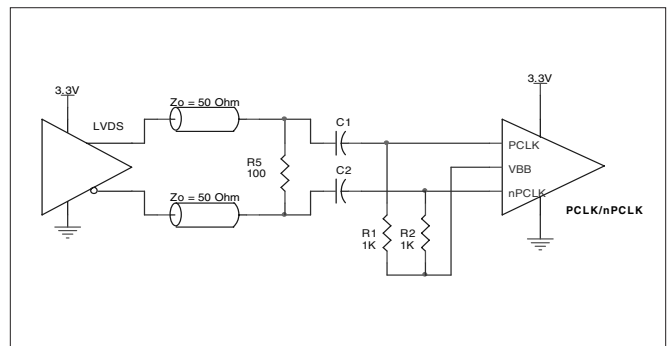 3.3V
LVDS
Zo = 50 Ohm
Zo = 50 Ohm
R5
100
C1
C2
R1
1K
R2
1K
3.3V
PCLK
VBB
nPCLK
PCLK/nPCLK